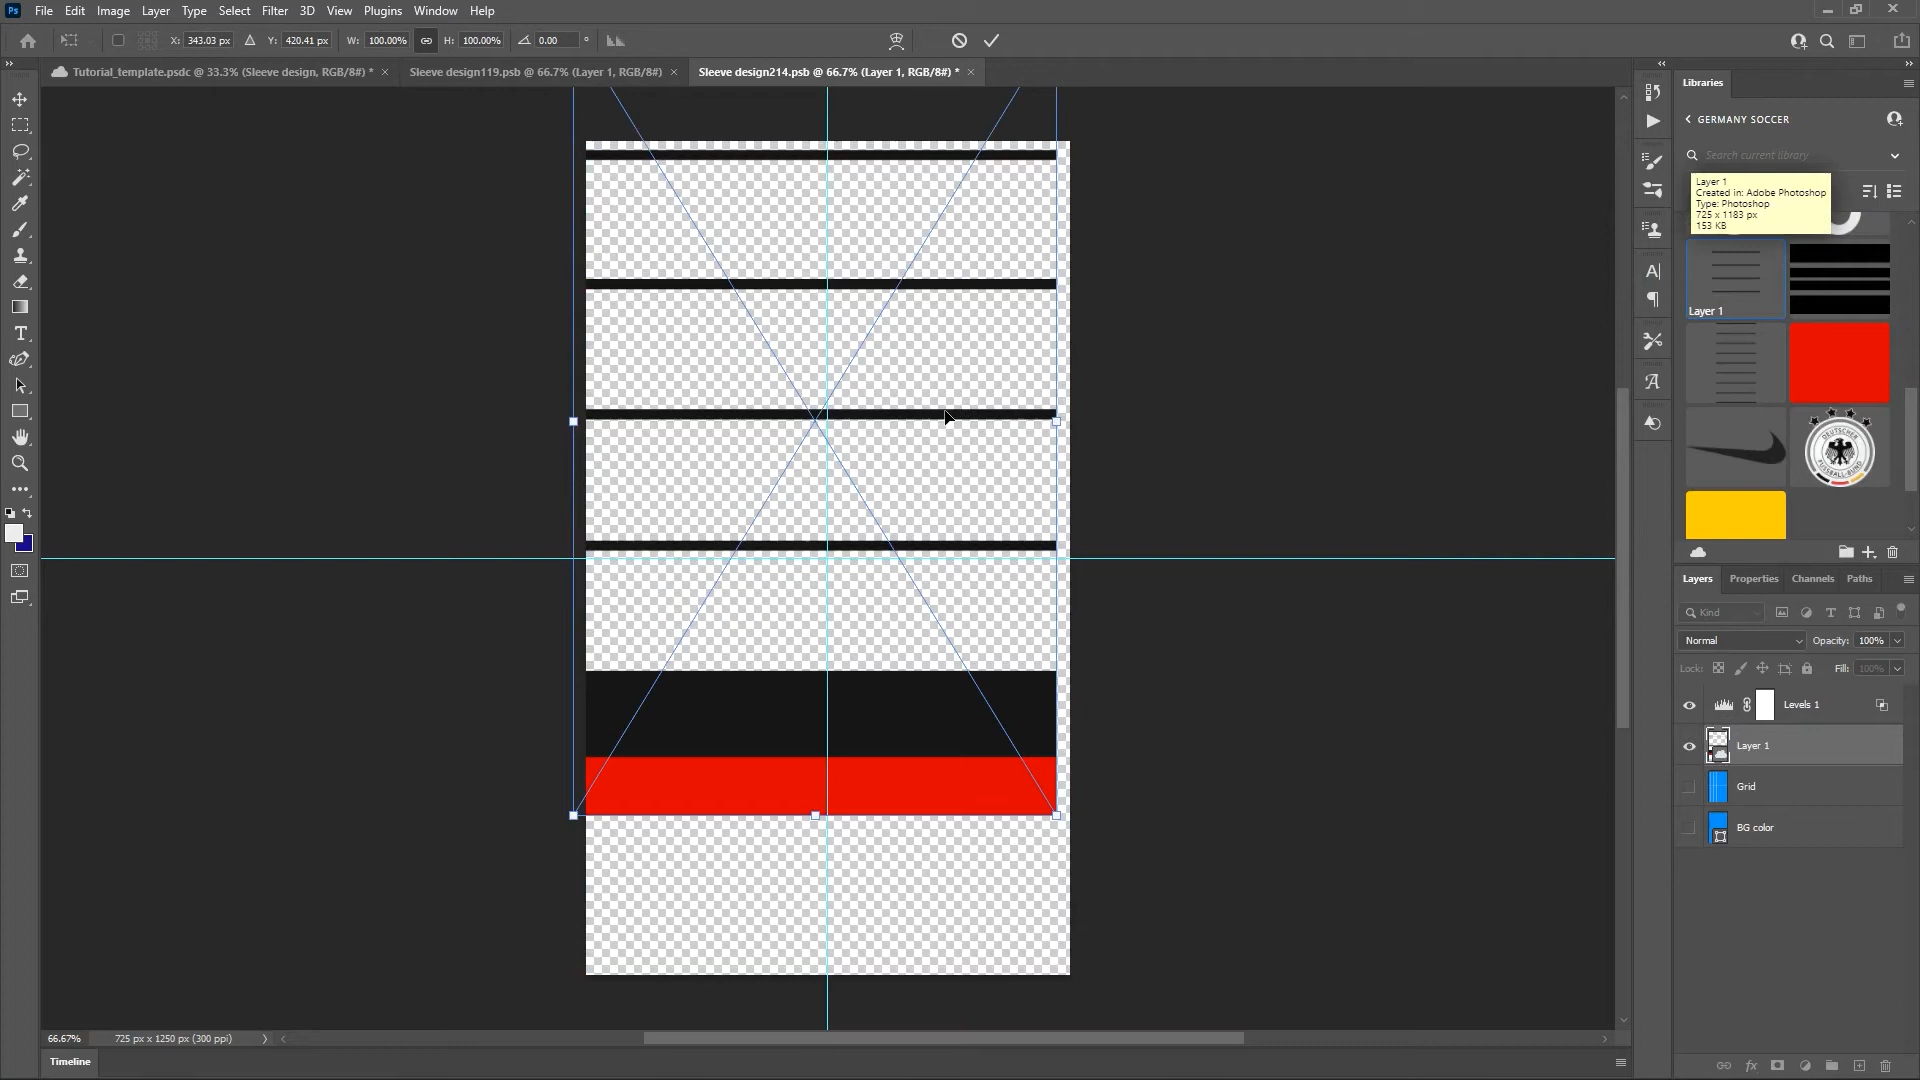 Ps File Edit Image Layer Type Select Filter 3D View Plugins Window Help
X: 343.03 px Y: 420.41 px W: 100.00% H: 100.00% 0.00 °
Tutorial_template.psdc @ 33.3% (Sleeve design, RGB/8#) * × Sleeve design119.psb @ 66.7% (Layer 1, RGB/8#) × Sleeve design214.psb @ 66.7% (Layer 1, RGB/8#) * ×
Libraries
GERMANY SOCCER
Search current library
Layer 1
Created in: Adobe Photoshop
Type: Photoshop
725 x 1183 px
153 KB
Layer 1
DEUTSCHER
FUSSBALL-BUND
Layers Properties Channels Paths
Kind
Normal Opacity: 100%
Lock: Fill: 100%
Levels 1
Layer 1
Grid
BG color
66.67% 725 px x 1250 px (300 ppi)
Timeline